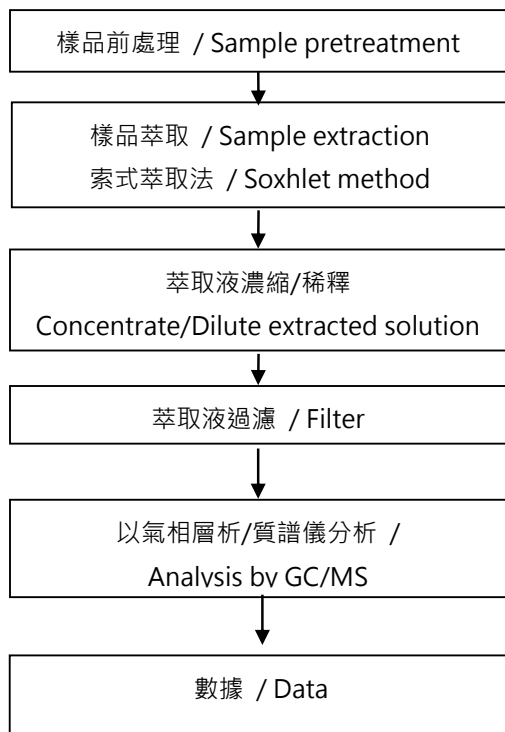 樣品前處理 / Sample pretreatment
樣品萃取 / Sample extraction
索式萃取法 / Soxhlet method
萃取液濃縮/稀釋
Concentrate/Dilute extracted solution
萃取液過濾 / Filter
以氣相層析/質譜儀分析 /
Analysis by GC/MS
數據 / Data